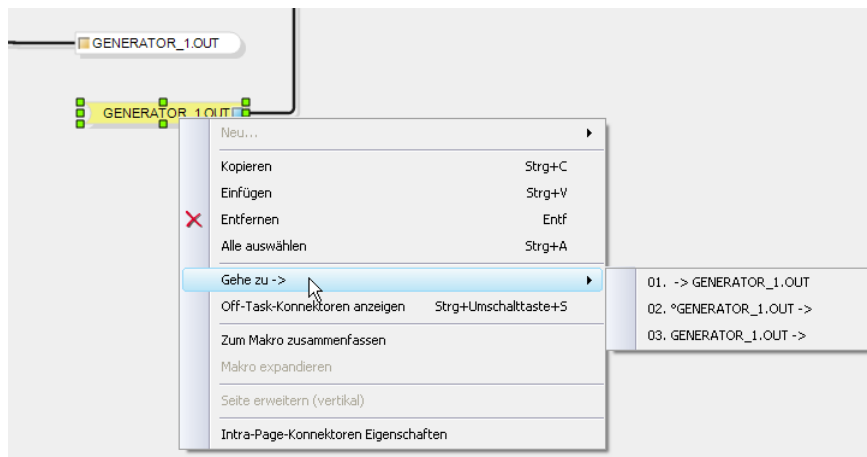 GENERATOR_1.OUT
GENERATOR_1.OUT
Neu...
Kopieren Strg+C
Einfügen Strg+V
Entfernen Entf
Alle auswählen Strg+A
Gehe zu ->
01. -> GENERATOR_1.OUT
02. °GENERATOR_1.OUT ->
03. GENERATOR_1.OUT ->
Off-Task-Konnektoren anzeigen Strg+Umschalttaste+S
Zum Makro zusammenfassen
Makro expandieren
Seite erweitern (vertikal)
Intra-Page-Konnektoren Eigenschaften